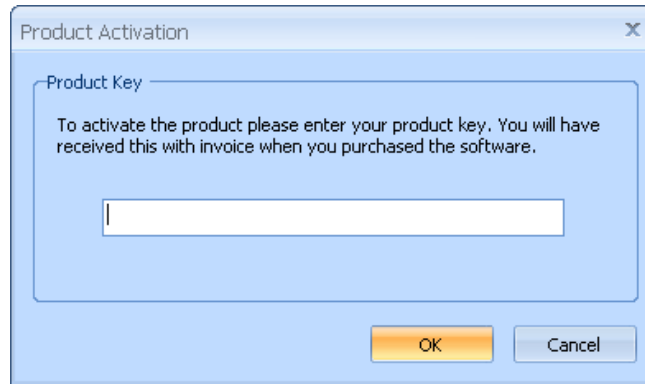 Product Activation
Product Key
To activate the product please enter your product key. You will have
received this with invoice when you purchased the software.
OK
Cancel